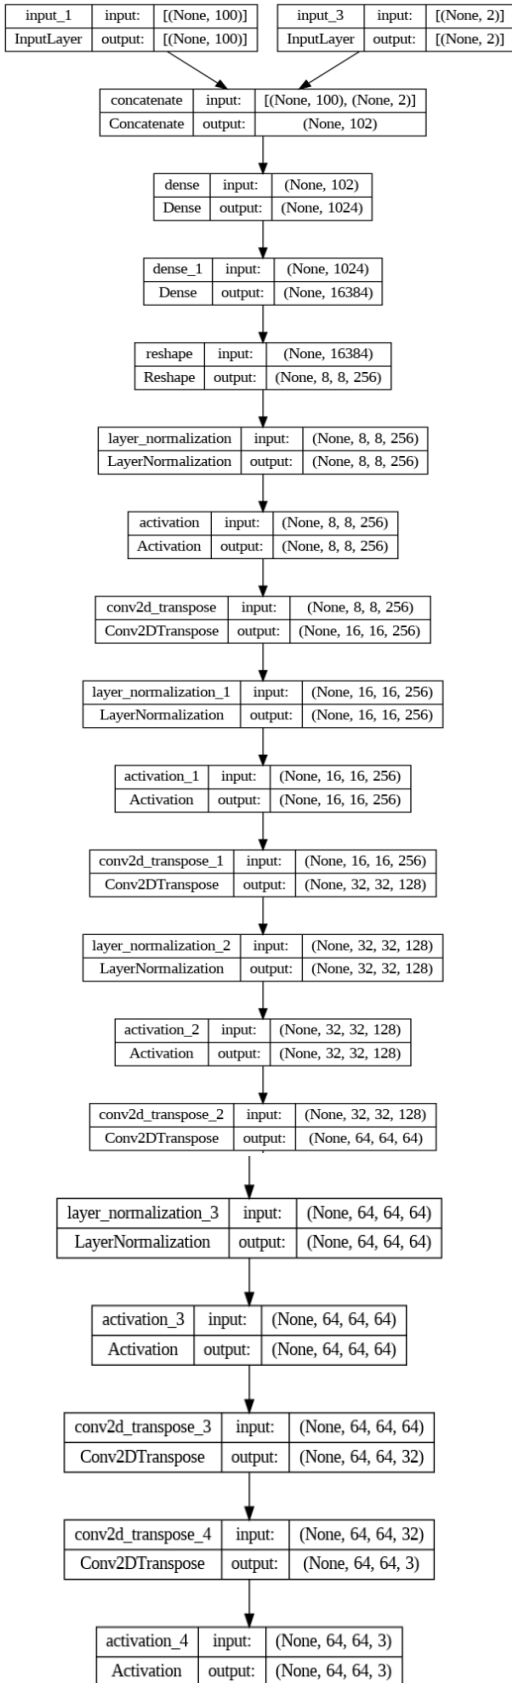 input_1 input: [(None, 100)]
InputLayer output: [(None, 100)]
input_3 input: [(None, 2)]
InputLayer output: [(None, 2)]
concatenate input: [(None, 100), (None, 2)]
Concatenate output: (None, 102)
dense input: (None, 102)
Dense output: (None, 1024)
dense_1 input: (None, 1024)
Dense output: (None, 16384)
reshape input: (None, 16384)
Reshape output: (None, 8, 8, 256)
layer_normalization input: (None, 8, 8, 256)
LayerNormalization output: (None, 8, 8, 256)
activation input: (None, 8, 8, 256)
Activation output: (None, 8, 8, 256)
conv2d_transpose input: (None, 8, 8, 256)
Conv2DTranspose output: (None, 16, 16, 256)
layer_normalization_1 input: (None, 16, 16, 256)
LayerNormalization output: (None, 16, 16, 256)
activation_1 input: (None, 16, 16, 256)
Activation output: (None, 16, 16, 256)
conv2d_transpose_1 input: (None, 16, 16, 256)
Conv2DTranspose output: (None, 32, 32, 128)
layer_normalization_2 input: (None, 32, 32, 128)
LayerNormalization output: (None, 32, 32, 128)
activation_2 input: (None, 32, 32, 128)
Activation output: (None, 32, 32, 128)
conv2d_transpose_2 input: (None, 32, 32, 128)
Conv2DTranspose output: (None, 64, 64, 64)
layer_normalization_3 input: (None, 64, 64, 64)
LayerNormalization output: (None, 64, 64, 64)
activation_3 input: (None, 64, 64, 64)
Activation output: (None, 64, 64, 64)
conv2d_transpose_3 input: (None, 64, 64, 64)
Conv2DTranspose output: (None, 64, 64, 32)
conv2d_transpose_4 input: (None, 64, 64, 32)
Conv2DTranspose output: (None, 64, 64, 3)
activation_4 input: (None, 64, 64, 3)
Activation output: (None, 64, 64, 3)